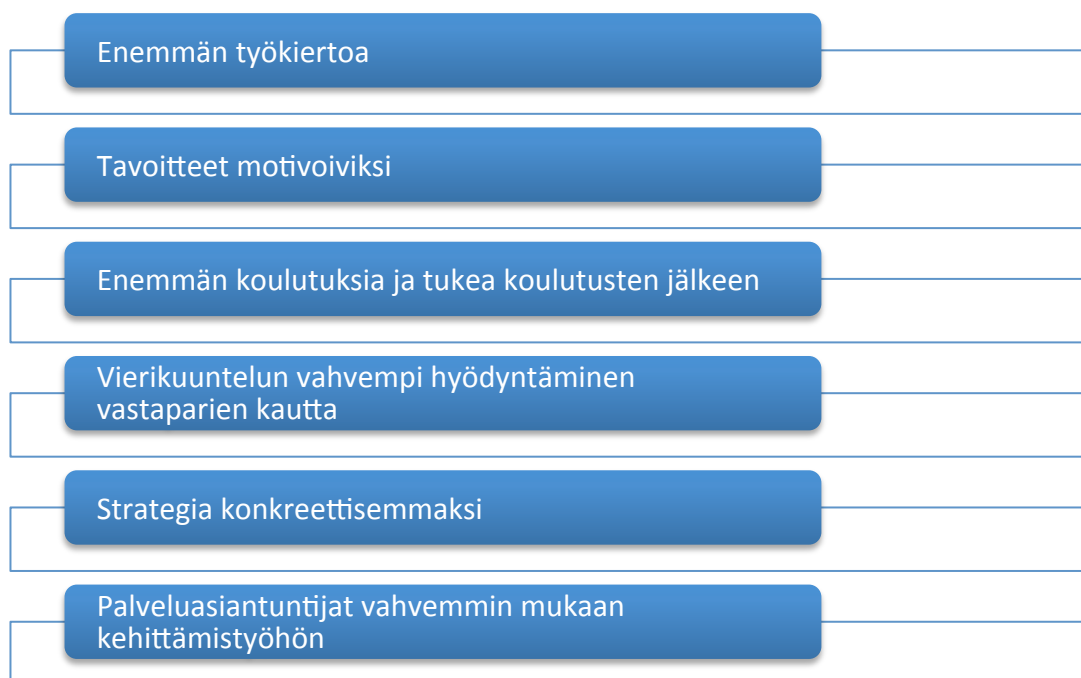 Enemmän työkiertoa
Tavoitteet motivoiviksi
Enemmän koulutuksia ja tukea koulutusten jälkeen
Vierikuuntelun vahvempi hyödyntäminen
vastaparien kautta
Strategia konkreettisemmaksi
Palveluasiantuntijat vahvemmin mukaan
kehittämistyöhön